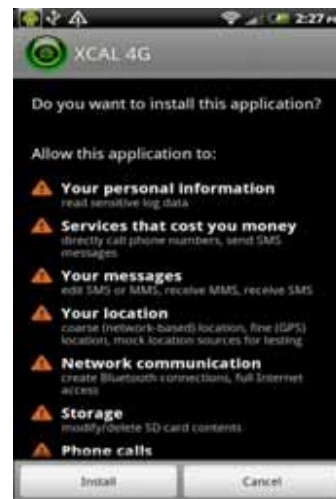 2:27
XCAL 4G
Do you want to install this application?
Allow this application to:
Your personal information
read sensitive log data
Services that cost you money
directly call phone numbers, send SMS
messages
Your messages
edit SMS or MMS, receive MMS, receive SMS
Your location
coarse (network-based) location, fine (GPS)
location, mock location sources for testing
Network communication
create Bluetooth connections, full Internet
access
Storage
modify/delete SD card contents
Phone calls
Install
Cancel